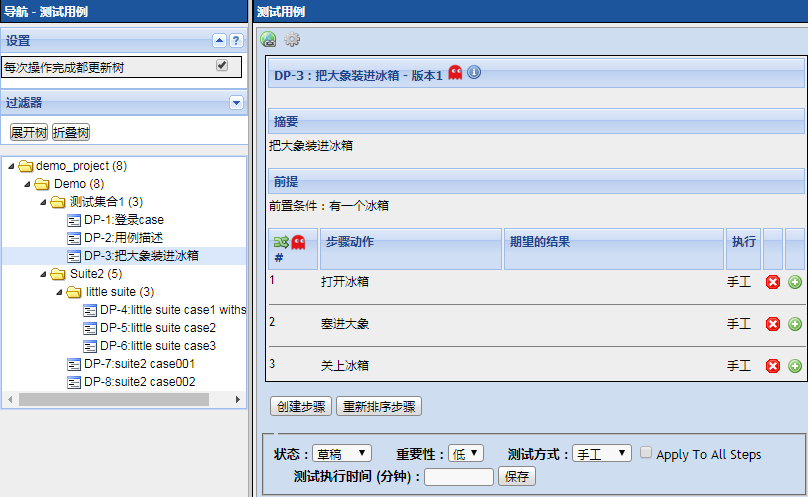 导航 - 测试用例
设置
?
每次操作完成都更新树
过滤器
展开树 折叠树
demo_project (8)
Demo (8)
测试集合1 (3)
DP-1:登录case
DP-2:用例描述
DP-3:把大象装进冰箱
Suite2 (5)
little suite (3)
DP-4:little suite case1 withs
DP-5:little suite case2
DP-6:little suite case3
DP-7:suite2 case001
DP-8:suite2 case002
测试用例
DP-3 : 把大象装进冰箱 - 版本1
摘要
把大象装进冰箱
前提
前置条件：有一个冰箱
# 步骤动作 期望的结果 执行
1 打开冰箱 手工
2 塞进大象 手工
3 关上冰箱 手工
创建步骤 重新排序步骤
状态 : 草稿 重要性 : 低 测试方式 : 手工 Apply To All Steps
测试执行时间 (分钟) : 保存